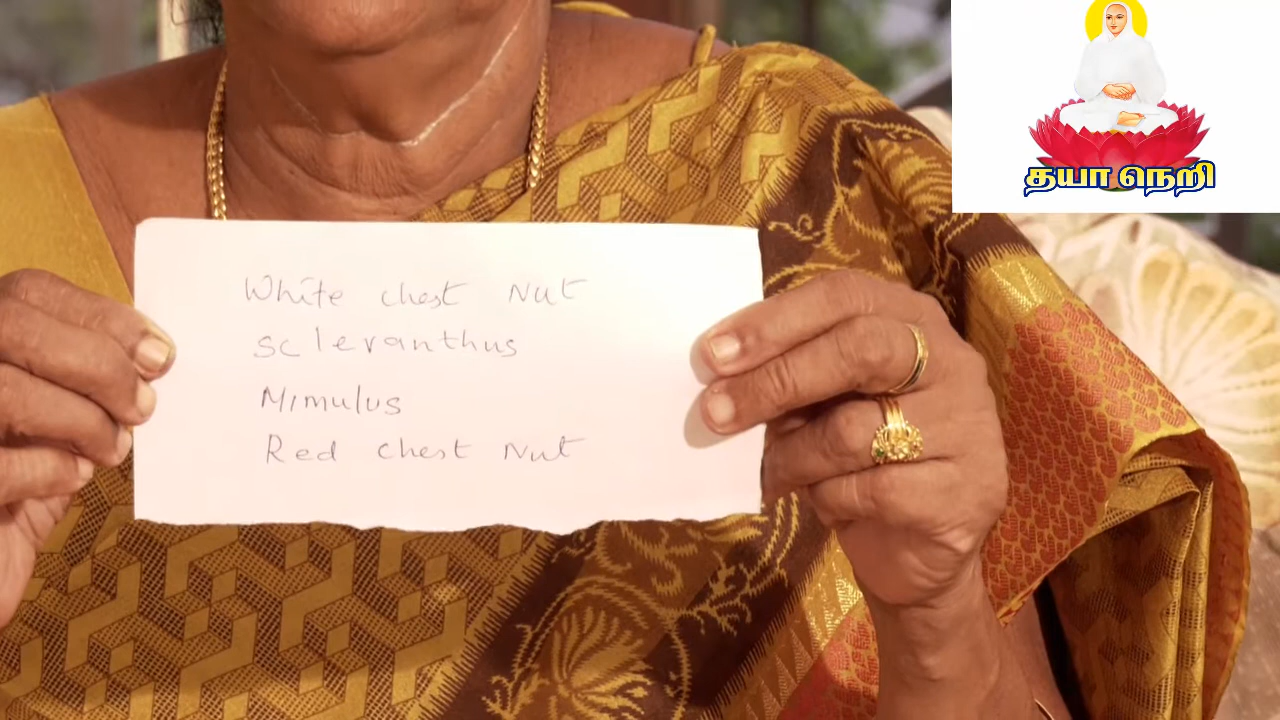 தயா நெறி
White chest Nut
scleranthus
Mimulus
Red chest Nut